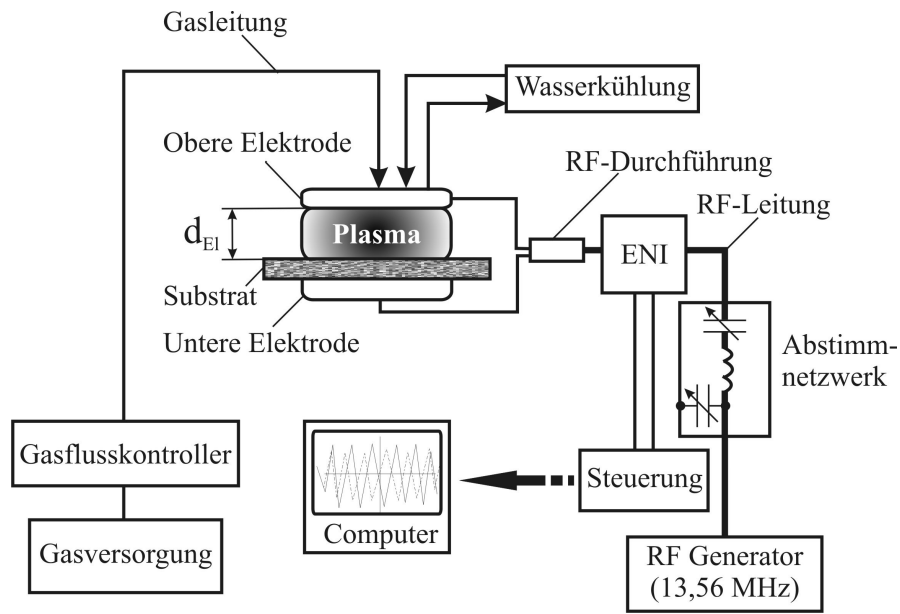 Gasleitung
Wasserkühlung
Obere Elektrode
RF-Durchführung
RF-Leitung
d_El
Plasma
ENI
Substrat
Untere Elektrode
Abstimm-
netzwerk
Gasflusskontroller
Steuerung
Computer
Gasversorgung
RF Generator
(13,56 MHz)